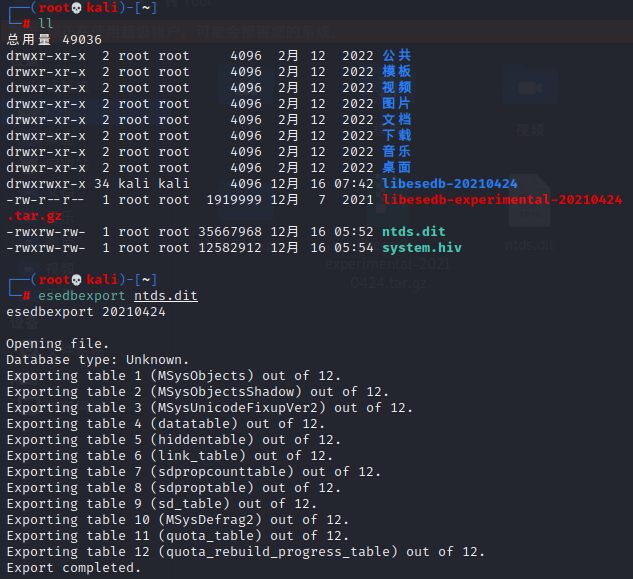 ┌──(root💀kali)-[~]
└─# ll
总用量 49036
drwxr-xr-x  2 root root     4096  2月 12  2022 公共
drwxr-xr-x  2 root root     4096  2月 12  2022 模板
drwxr-xr-x  2 root root     4096  2月 12  2022 视频
drwxr-xr-x  2 root root     4096  2月 12  2022 图片
drwxr-xr-x  2 root root     4096  2月 12  2022 文档
drwxr-xr-x  2 root root     4096  2月 12  2022 下载
drwxr-xr-x  2 root root     4096  2月 12  2022 音乐
drwxr-xr-x  2 root root     4096  2月 12  2022 桌面
drwxrwxr-x 34 kali kali     4096 12月 16 07:42 libesedb-20210424
-rw-r--r--  1 root root  1919999 12月  7  2021 libesedb-experimental-20210424
.tar.gz
-rwxrw-rw-  1 root root 35667968 12月 16 05:52 ntds.dit
-rwxrw-rw-  1 root root 12582912 12月 16 05:54 system.hiv
ntds.dit
experimental-2021
0424.tar.gz
┌──(root💀kali)-[~]
└─# esedbexport ntds.dit
esedbexport 20210424
Opening file.
Database type: Unknown.
Exporting table 1 (MSysObjects) out of 12.
Exporting table 2 (MSysObjectsShadow) out of 12.
Exporting table 3 (MSysUnicodeFixupVer2) out of 12.
Exporting table 4 (datatable) out of 12.
Exporting table 5 (hiddentable) out of 12.
Exporting table 6 (link_table) out of 12.
Exporting table 7 (sdpropcounttable) out of 12.
Exporting table 8 (sdproptable) out of 12.
Exporting table 9 (sd_table) out of 12.
Exporting table 10 (MSysDefrag2) out of 12.
Exporting table 11 (quota_table) out of 12.
Exporting table 12 (quota_rebuild_progress_table) out of 12.
Export completed.